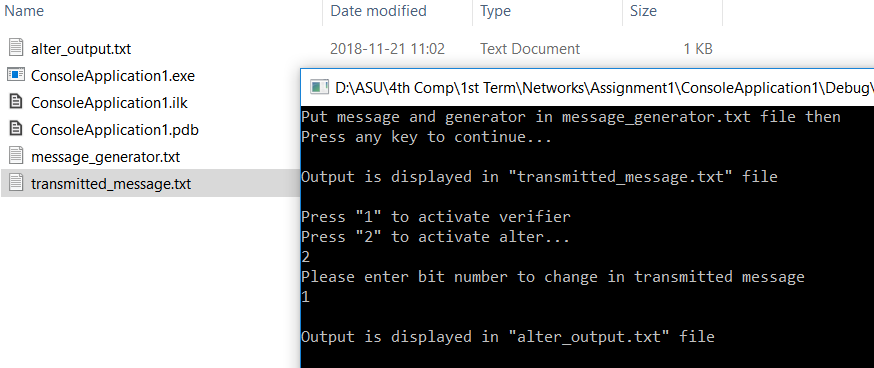 Name Date modified Type Size
alter_output.txt 2018-11-21 11:02 Text Document 1 KB
ConsoleApplication1.exe
ConsoleApplication1.ilk
ConsoleApplication1.pdb
message_generator.txt
transmitted_message.txt
D:\ASU\4th Comp\1st Term\Networks\Assignment1\ConsoleApplication1\Debug\
Put message and generator in message_generator.txt file then
Press any key to continue...
Output is displayed in "transmitted_message.txt" file
Press "1" to activate verifier
Press "2" to activate alter...
2
Please enter bit number to change in transmitted message
1
Output is displayed in "alter_output.txt" file